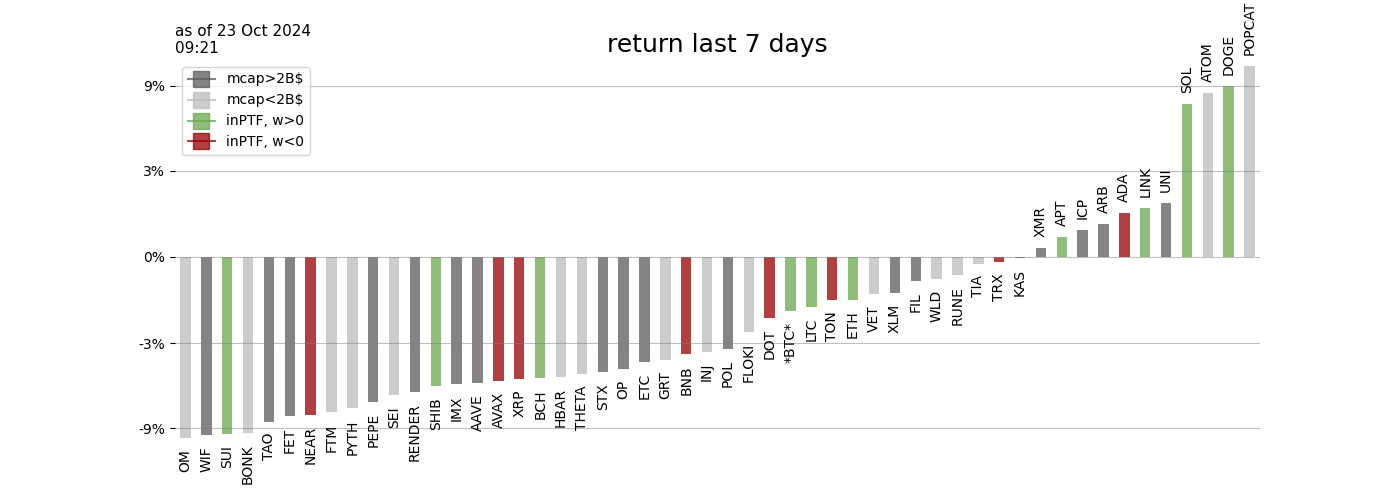 as of 23 Oct 2024
09:21
return last 7 days
mcap>2B$
mcap<2B$
inPTF, w>0
inPTF, w<0
9%
3%
0%
-3%
-9%
OM
WIF
SUI
BONK
TAO
FET
NEAR
FTM
PYTH
PEPE
SEI
RENDER
SHIB
IMX
AAVE
AVAX
XRP
BCH
HBAR
THETA
STX
OP
ETC
GRT
BNB
INJ
POL
FLOKI
DOT
*BTC*
LTC
TON
ETH
VET
XLM
FIL
WLD
RUNE
TIA
TRX
KAS
XMR
APT
ICP
ARB
ADA
LINK
UNI
SOL
ATOM
DOGE
POPCAT